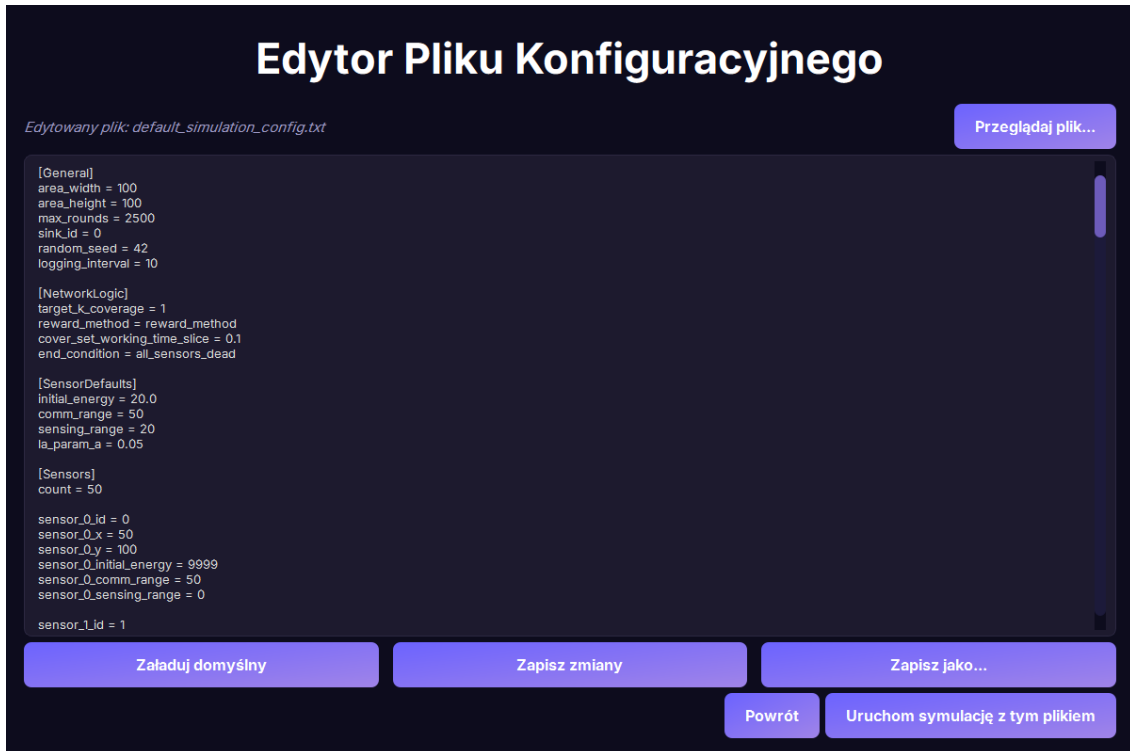 Edytor Pliku Konfiguracyjnego
Edytowany plik: default_simulation_config.txt
Przeglądaj plik...
[General]
area_width = 100
area_height = 100
max_rounds = 2500
sink_id = 0
random_seed = 42
logging_interval = 10
[NetworkLogic]
target_k_coverage = 1
reward_method = reward_method
cover_set_working_time_slice = 0.1
end_condition = all_sensors_dead
[SensorDefaults]
initial_energy = 20.0
comm_range = 50
sensing_range = 20
la_param_a = 0.05
[Sensors]
count = 50
sensor_0_id = 0
sensor_0_x = 50
sensor_0_y = 100
sensor_0_initial_energy = 9999
sensor_0_comm_range = 50
sensor_0_sensing_range = 0
sensor_1_id = 1
Załaduj domyślny
Zapisz zmiany
Zapisz jako...
Powrót
Uruchom symulację z tym plikiem